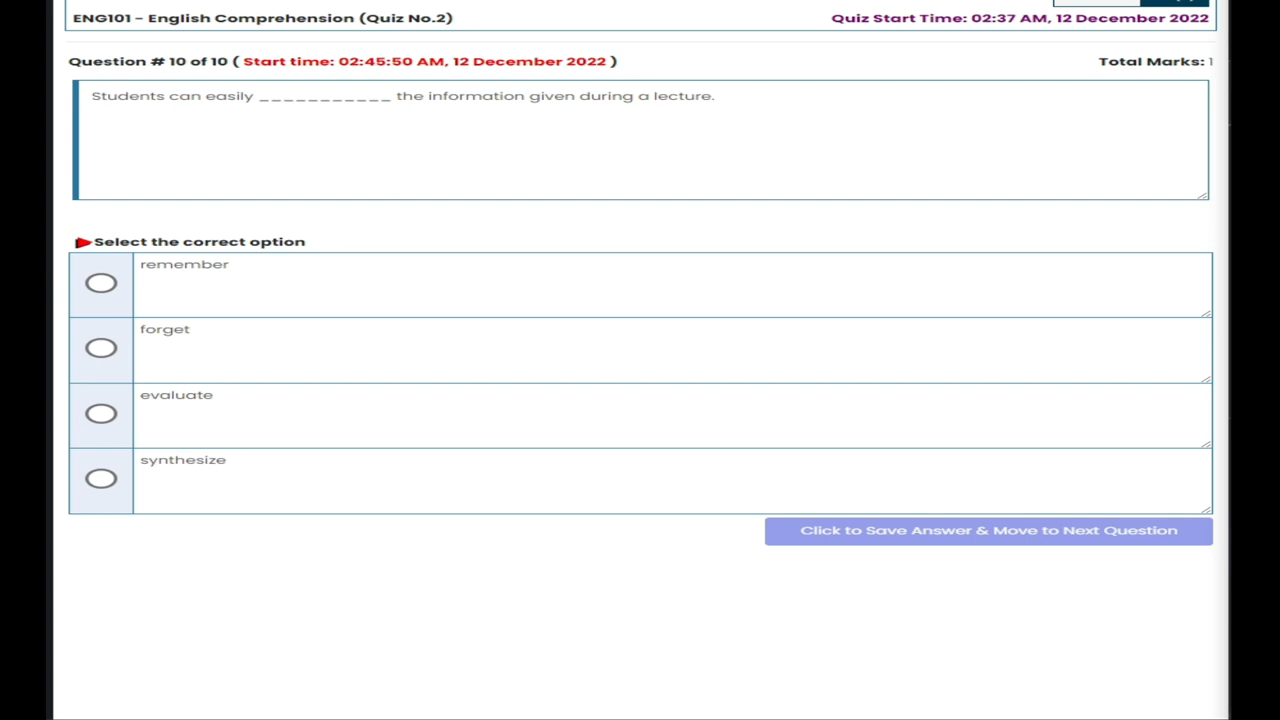 ENG101 - English Comprehension (Quiz No.2)
Quiz Start Time: 02:37 AM, 12 December 2022
Question # 10 of 10 ( Start time: 02:45:50 AM, 12 December 2022 )
Total Marks: 1
Students can easily ___________ the information given during a lecture.
Select the correct option
remember
forget
evaluate
synthesize
Click to Save Answer & Move to Next Question